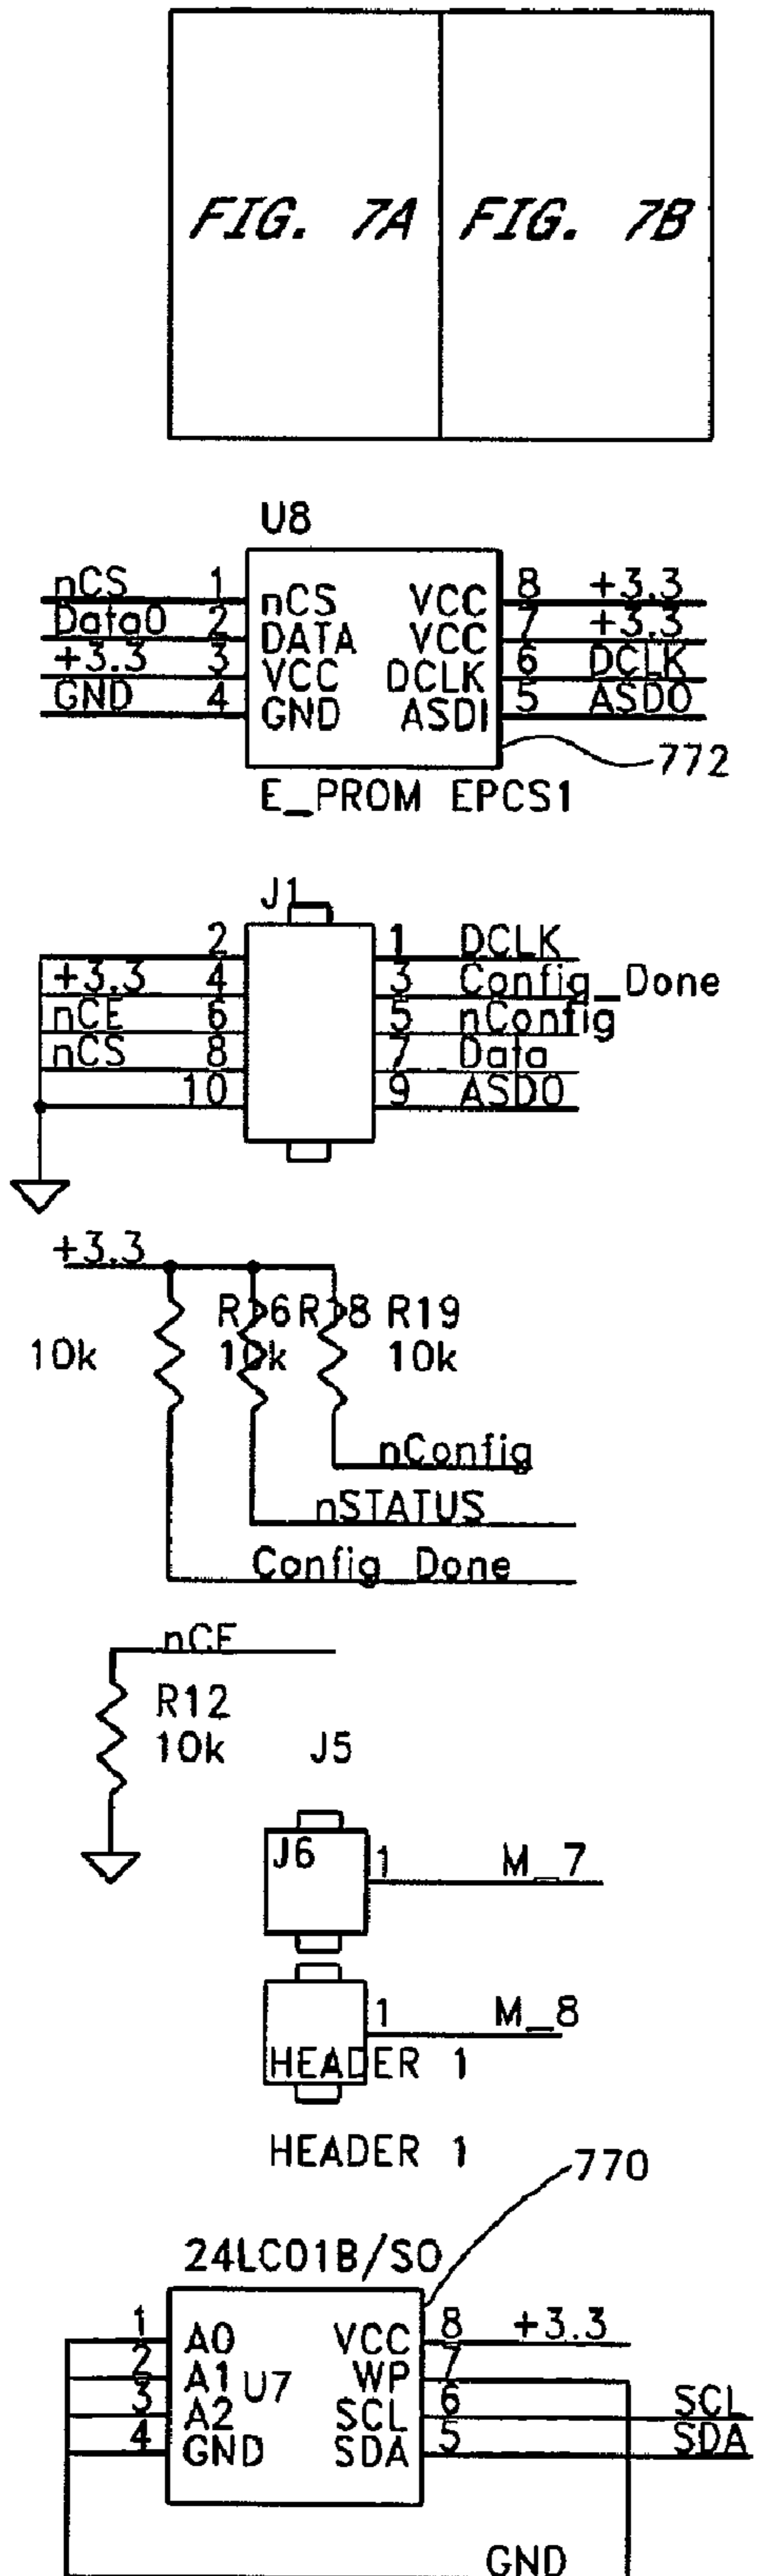 FIG. 7A FIG. 7B
U8
nCS 1 nCS VCC 8 +3.3
Data0 2 DATA VCC 7 +3.3
+3.3 3 VCC DCLK 6 DCLK
GND 4 GND ASDI 5 ASDO
772
E_PROM EPCS1
J1
2 1 DCLK
+3.3 4 3 Config_Done
nCE 6 5 nConfig
nCS 8 7 Data
10 9 ASDO
+3.3
R16 R18 R19
10k 10k 10k
nConfig
nSTATUS
Config_Done
nCE
R12
10k J5
J6 1 M_7
1 M_8
HEADER 1
HEADER 1
770
24LC01B/SO
1 A0 VCC 8 +3.3
2 A1 U7 WP 7
3 A2 SCL 6 SCL
4 GND SDA 5 SDA
GND